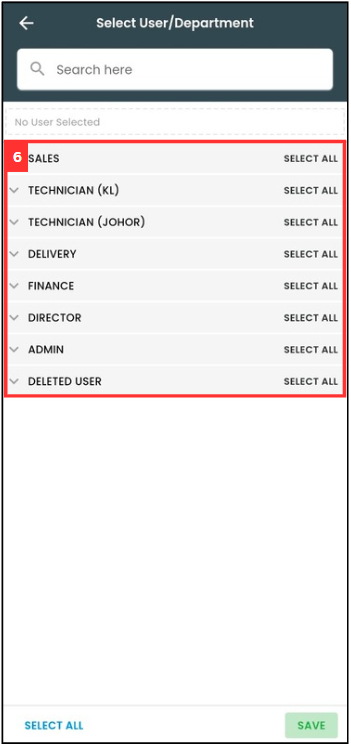 Select User/Department
Search here
No User Selected
6 SALES SELECT ALL
TECHNICIAN (KL) SELECT ALL
TECHNICIAN (JOHOR) SELECT ALL
DELIVERY SELECT ALL
FINANCE SELECT ALL
DIRECTOR SELECT ALL
ADMIN SELECT ALL
DELETED USER SELECT ALL
SELECT ALL SAVE